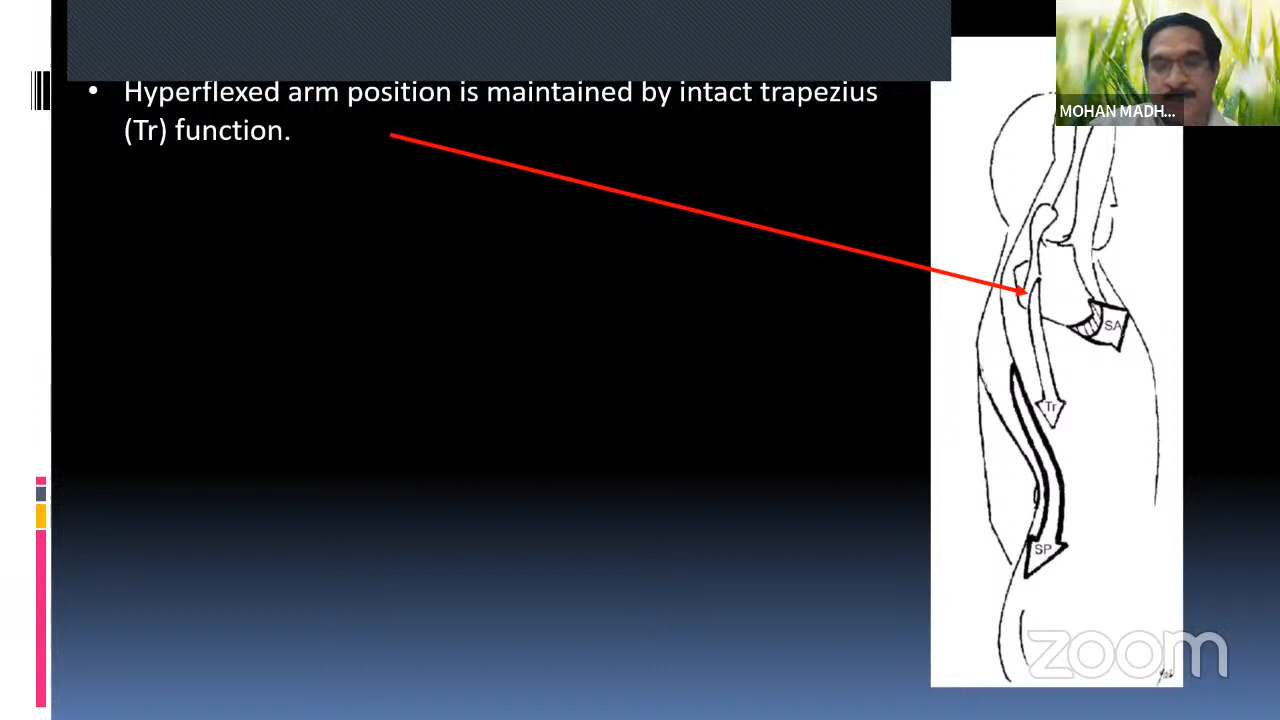 MOHAN MADH...
• Hyperflexed arm position is maintained by intact trapezius
(Tr) function.
SA
Tr
SP
zoom